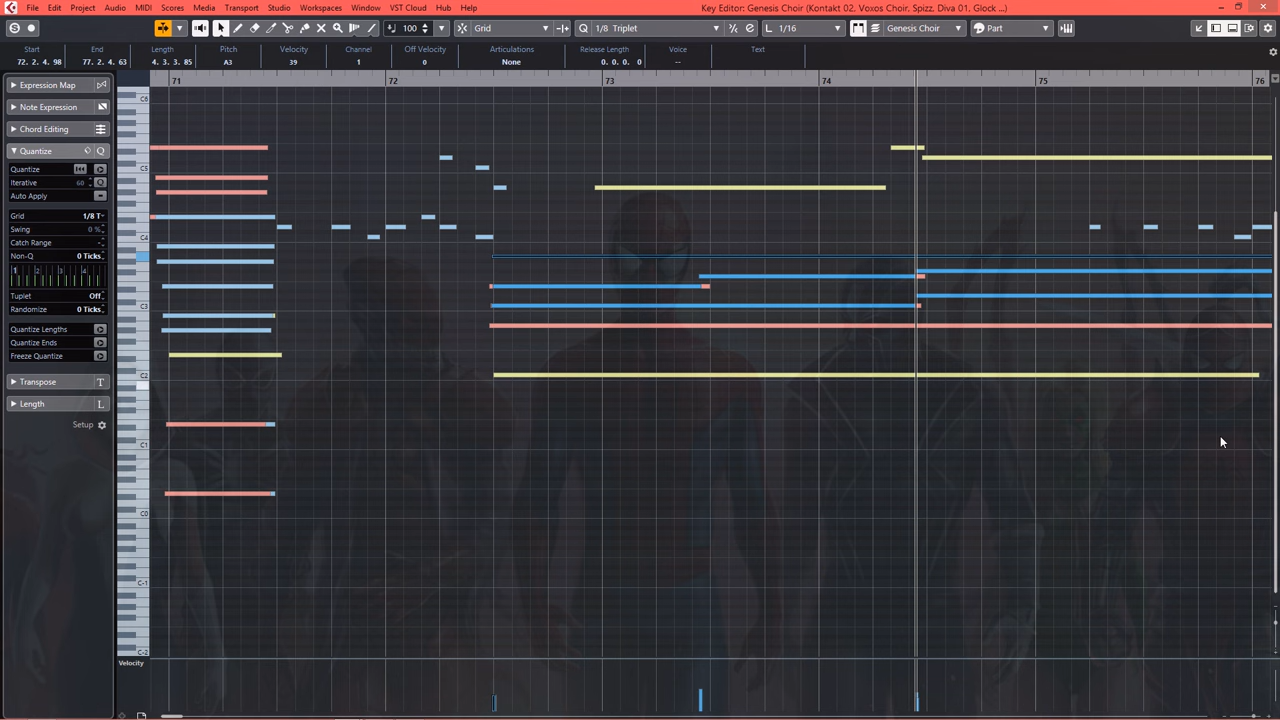 File Edit Project Audio MIDI Scores Media Transport Studio Workspaces Window VST Cloud Hub Help Key Editor: Genesis Choir (Kontakt 02. Voxos Choir, Spizz, Diva 01, Glock ...)
100 Grid 1/8 Triplet L 1/16 Genesis Choir Part
Start End Length Pitch Velocity Channel Off Velocity Articulations Release Length Voice Text
72. 2. 4. 98 77. 2. 4. 63 4. 3. 3. 85 A3 39 1 0 None 0. 0. 0. 0 --
71 72 73 74 75 76
Expression Map
Note Expression
Chord Editing
Quantize Q
Quantize
Iterative 60
Auto Apply
Grid 1/8 T
Swing 0 %
Catch Range -
Non-Q 0 Ticks
1 2 3 4
Tuplet Off
Randomize 0 Ticks
Quantize Lengths
Quantize Ends
Freeze Quantize
Transpose T
Length L
Setup
C6
C5
C4
C3
C2
C1
C0
C-1
C-2
Velocity